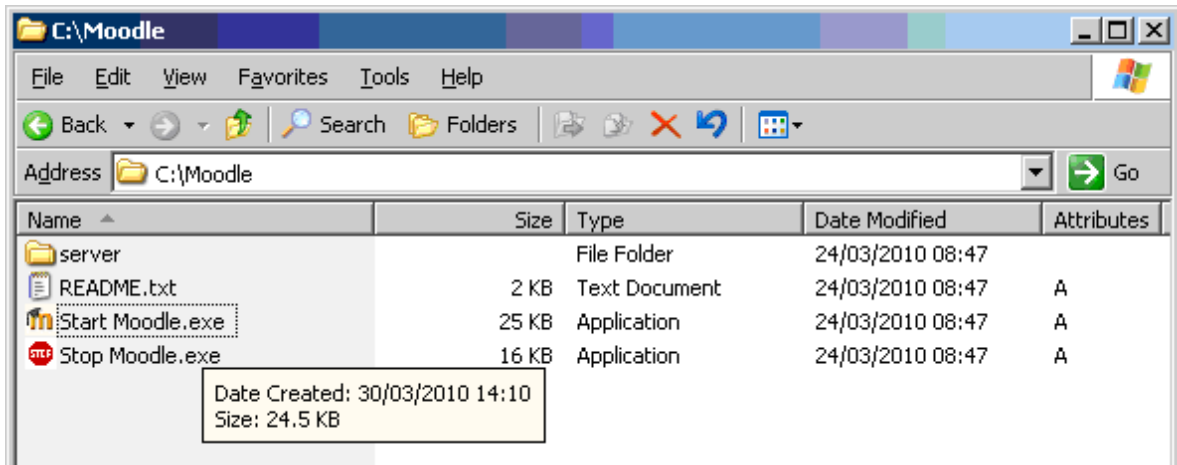 C:\Moodle
File Edit View Favorites Tools Help
Back Search Folders
Address C:\Moodle Go
Name Size Type Date Modified Attributes
server File Folder 24/03/2010 08:47
README.txt 2 KB Text Document 24/03/2010 08:47 A
Start Moodle.exe 25 KB Application 24/03/2010 08:47 A
STOP Stop Moodle.exe 16 KB Application 24/03/2010 08:47 A
Date Created: 30/03/2010 14:10
Size: 24.5 KB